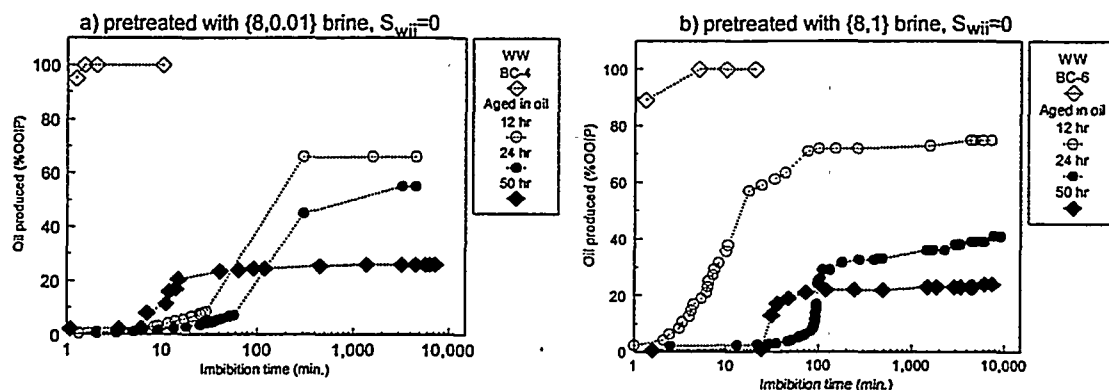 a) pretreated with {8,0.01} brine, Swii=0
100
80
60
40
20
0
1
10
100
1,000
10,000
Oil produced (%OOIP)
Imbibition time (min.)
WW
BC-4
Aged in oil
12 hr
24 hr
50 hr
b) pretreated with {8,1} brine, Swii=0
100
80
60
40
20
0
1
10
100
1,000
10,000
Oil produced (%OOIP)
Imbibition time (min.)
WW
BC-6
Aged in oil
12 hr
24 hr
50 hr